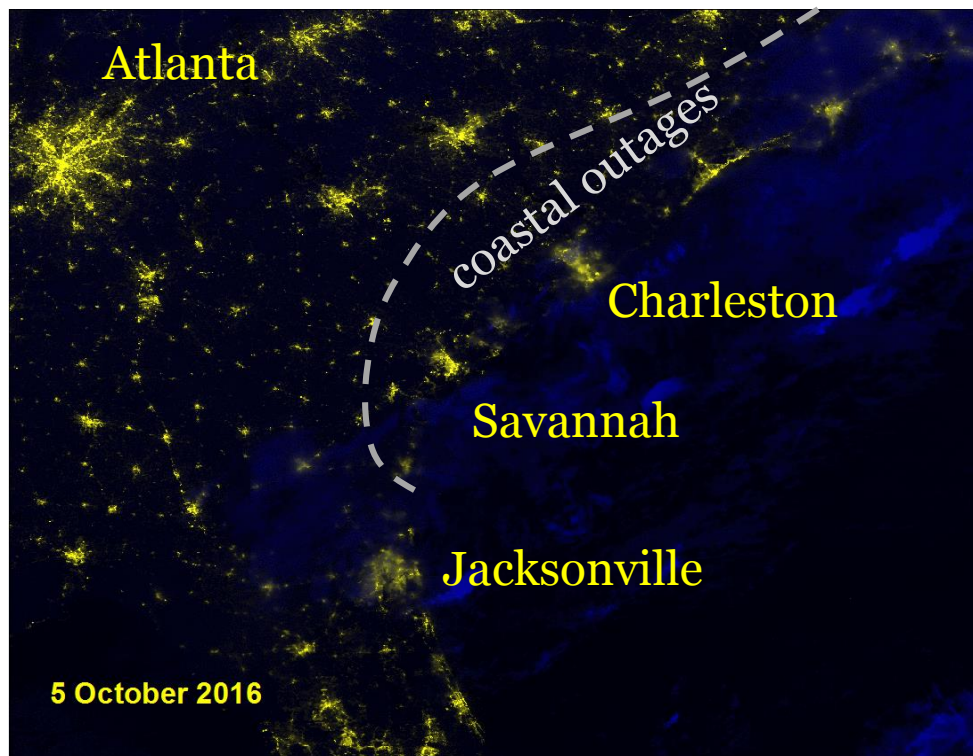 Atlanta
coastal outages
Charleston
Savannah
Jacksonville
5 October 2016